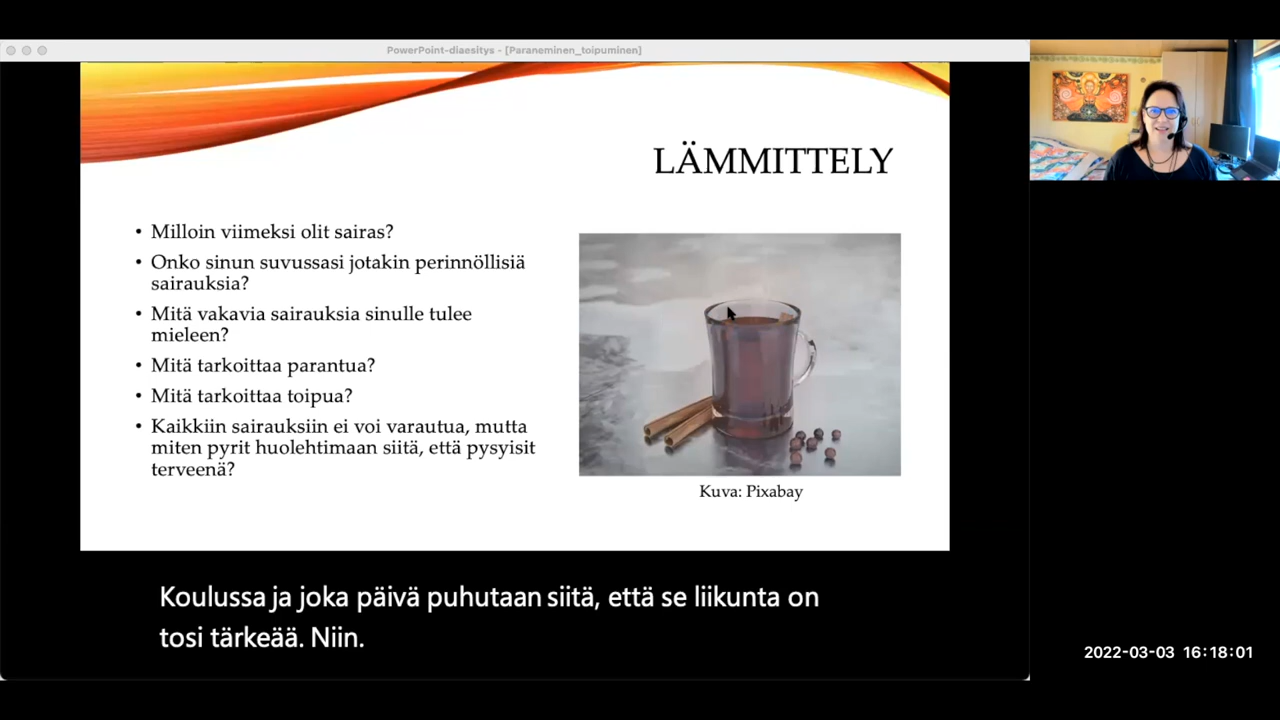 PowerPoint-diaesitys - [Paraneminen_toipuminen]
LÄMMITTELY
• Milloin viimeksi olit sairas?
• Onko sinun suvussasi jotakin perinnöllisiä
sairauksia?
• Mitä vakavia sairauksia sinulle tulee
mieleen?
• Mitä tarkoittaa parantua?
• Mitä tarkoittaa toipua?
• Kaikkiin sairauksiin ei voi varautua, mutta
miten pyrit huolehtimaan siitä, että pysyisit
terveenä?
Kuva: Pixabay
Koulussa ja joka päivä puhutaan siitä, että se liikunta on
tosi tärkeää. Niin.
2022-03-03 16:18:01